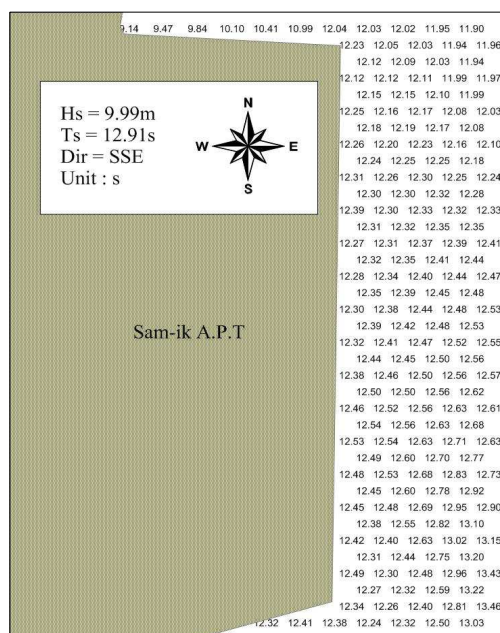 9.14 9.47 9.84 10.10 10.41 10.99 12.04 12.03 12.02 11.95 11.90
12.23 12.05 12.03 11.94 11.96
12.12 12.09 12.03 11.94
12.12 12.12 12.11 11.99 11.97
12.15 12.15 12.10 11.99
Hs = 9.99m
Ts = 12.91s
Dir = SSE
Unit : s
N
W E
S
12.25 12.16 12.17 12.08 12.03
12.18 12.19 12.17 12.08
12.26 12.20 12.23 12.16 12.10
12.24 12.25 12.25 12.18
12.31 12.26 12.30 12.25 12.24
12.30 12.30 12.32 12.28
12.39 12.30 12.33 12.32 12.33
12.31 12.32 12.35 12.35
12.27 12.31 12.37 12.39 12.41
12.32 12.35 12.41 12.44
12.28 12.34 12.40 12.44 12.47
12.35 12.39 12.45 12.48
12.30 12.38 12.44 12.48 12.53
Sam-ik A.P.T
12.39 12.42 12.48 12.53
12.32 12.41 12.47 12.52 12.55
12.44 12.45 12.50 12.56
12.38 12.46 12.50 12.56 12.57
12.50 12.50 12.56 12.62
12.46 12.52 12.56 12.63 12.61
12.54 12.56 12.63 12.68
12.53 12.54 12.63 12.71 12.63
12.49 12.60 12.70 12.77
12.48 12.53 12.68 12.83 12.73
12.45 12.60 12.78 12.92
12.45 12.48 12.69 12.95 12.90
12.38 12.55 12.82 13.10
12.42 12.40 12.63 13.02 13.15
12.31 12.44 12.75 13.20
12.49 12.30 12.48 12.96 13.43
12.27 12.32 12.59 13.22
12.34 12.26 12.40 12.81 13.46
12.32 12.41 12.38 12.24 12.32 12.50 13.03